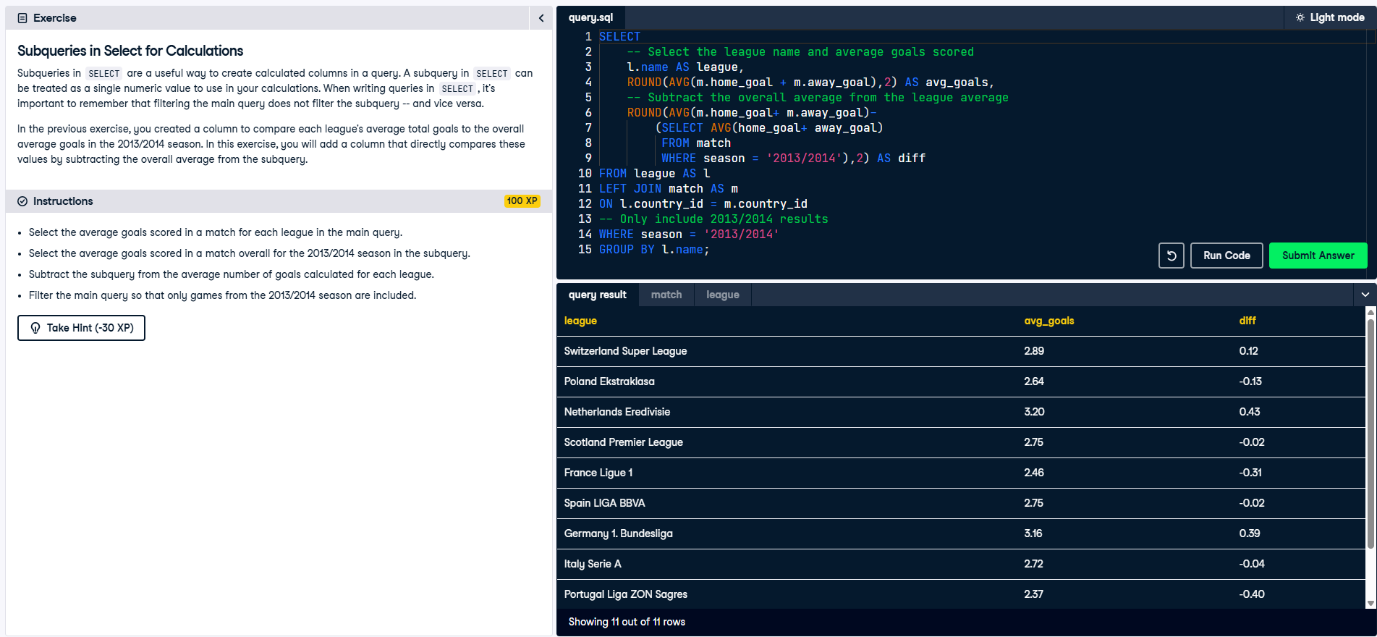 Exercise
Subqueries in Select for Calculations
Subqueries in SELECT are a useful way to create calculated columns in a query. A subquery in SELECT can
be treated as a single numeric value to use in your calculations. When writing queries in SELECT , it's
important to remember that filtering the main query does not filter the subquery -- and vice versa.
In the previous exercise, you created a column to compare each league's average total goals to the overall
average goals in the 2013/2014 season. In this exercise, you will add a column that directly compares these
values by subtracting the overall average from the subquery.
Instructions
100 XP
• Select the average goals scored in a match for each league in the main query.
• Select the average goals scored in a match overall for the 2013/2014 season in the subquery.
• Subtract the subquery from the average number of goals calculated for each league.
• Filter the main query so that only games from the 2013/2014 season are included.
Take Hint (-30 XP)
query.sql
Light mode
1 SELECT
2 -- Select the league name and average goals scored
3 l.name AS league,
4 ROUND(AVG(m.home_goal + m.away_goal),2) AS avg_goals,
5 -- Subtract the overall average from the league average
6 ROUND(AVG(m.home_goal+ m.away_goal)-
7 (SELECT AVG(home_goal+ away_goal)
8 FROM match
9 WHERE season = '2013/2014'),2) AS diff
10 FROM league AS l
11 LEFT JOIN match AS m
12 ON l.country_id = m.country_id
13 -- Only include 2013/2014 results
14 WHERE season = '2013/2014'
15 GROUP BY l.name;
Run Code
Submit Answer
query result match league
league avg_goals diff
Switzerland Super League 2.89 0.12
Poland Ekstraklasa 2.64 -0.13
Netherlands Eredivisie 3.20 0.43
Scotland Premier League 2.75 -0.02
France Ligue 1 2.46 -0.31
Spain LIGA BBVA 2.75 -0.02
Germany 1. Bundesliga 3.16 0.39
Italy Serie A 2.72 -0.04
Portugal Liga ZON Sagres 2.37 -0.40
Showing 11 out of 11 rows